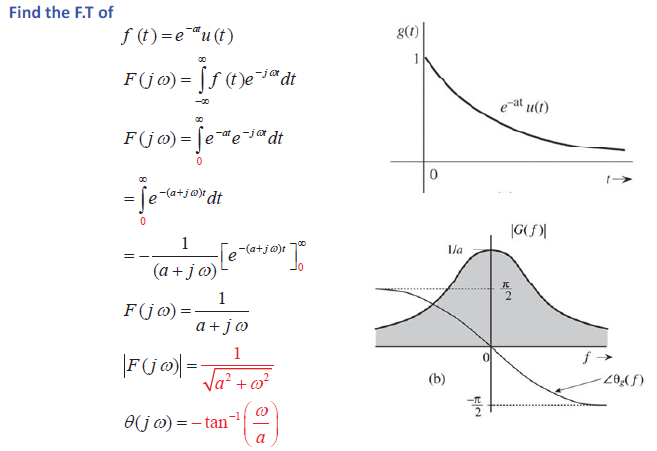 Find the F.T of
f (t) = e^{-at} u(t)
F(jω) = ∫_{-∞}^{∞} f (t)e^{-jωt} dt
F(jω) = ∫_{0}^{∞} e^{-at} e^{-jωt} dt
= ∫_{0}^{∞} e^{-(a+jω)t} dt
= - 1/(a + jω) [e^{-(a+jω)t}]_{0}^{∞}
F(jω) = 1/(a + jω)
|F(jω)| = 1/√(a² + ω²)
θ(jω) = - tan⁻¹(ω/a)
g(t)
1
e^{-at} u(t)
0
t→
|G(f)|
1/a
π/2
0
f →
(b)
∠θ_g(f)
-π/2